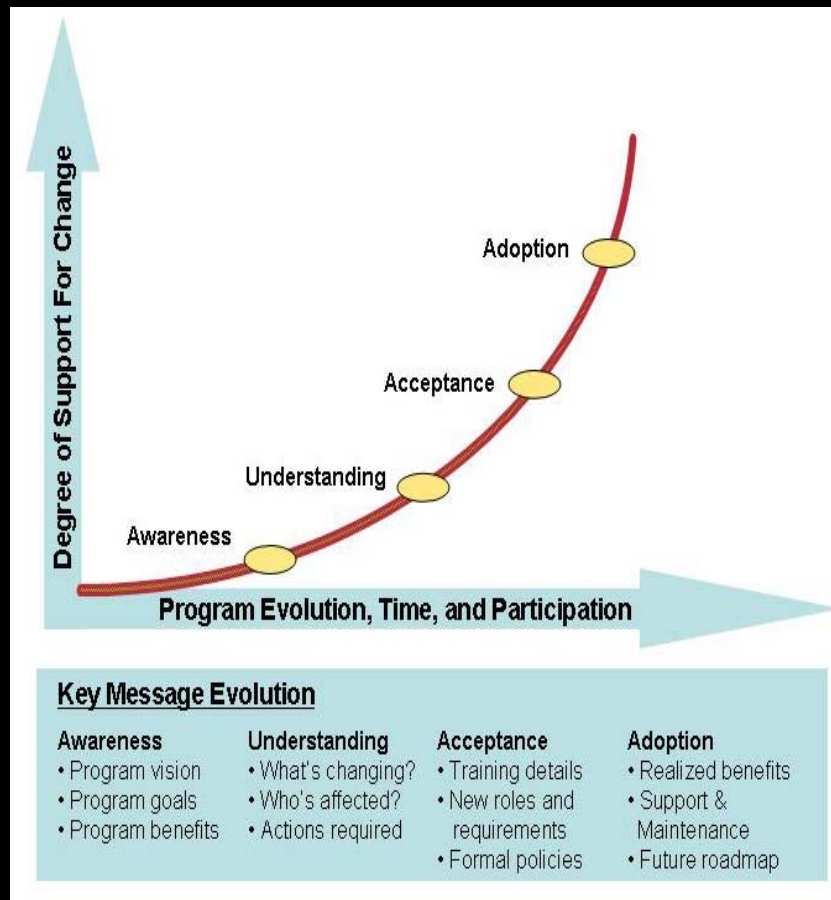 Degree of Support For Change
Adoption
Acceptance
Understanding
Awareness
Program Evolution, Time, and Participation
Key Message Evolution
Awareness
• Program vision
• Program goals
• Program benefits
Understanding
• What's changing?
• Who's affected?
• Actions required
Acceptance
• Training details
• New roles and
requirements
• Formal policies
Adoption
• Realized benefits
• Support &
Maintenance
• Future roadmap